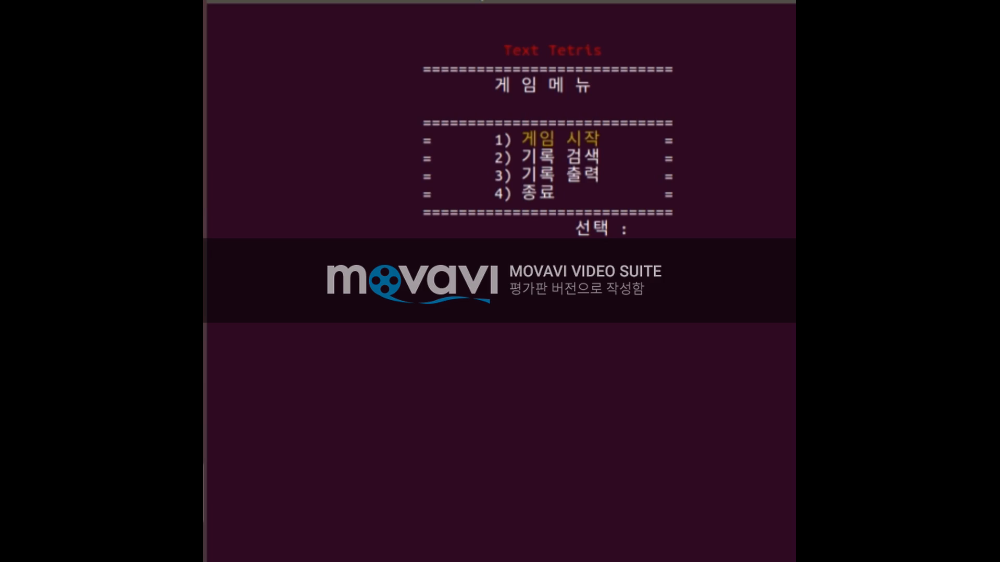 Text Tetris
============================
게 임 메 뉴
============================
= 1) 게임 시작 =
= 2) 기록 검색 =
= 3) 기록 출력 =
= 4) 종료 =
============================
선택 :
movavi MOVAVI VIDEO SUITE
평가판 버전으로 작성함